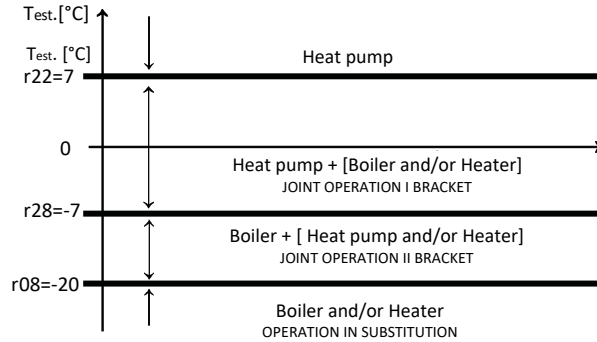 Test.[°C]
Test. [°C]
Heat pump
r22=7
0
Heat pump + [Boiler and/or Heater]
JOINT OPERATION I BRACKET
r28=-7
Boiler + [ Heat pump and/or Heater]
JOINT OPERATION II BRACKET
r08=-20
Boiler and/or Heater
OPERATION IN SUBSTITUTION